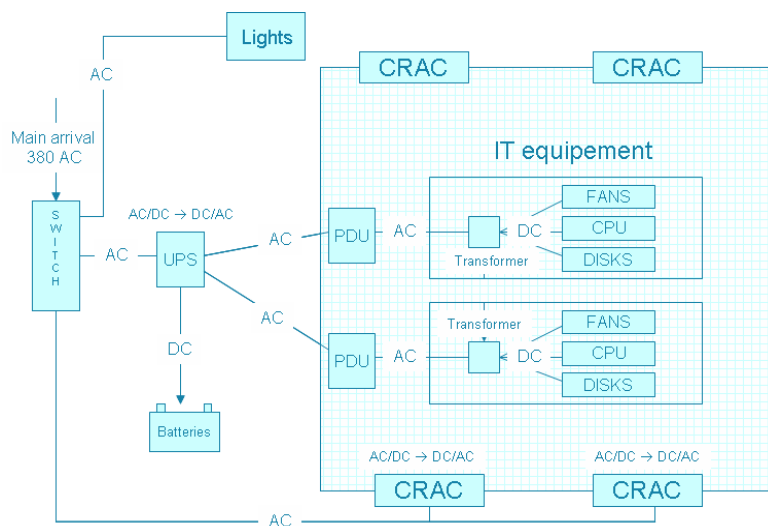 Lights
CRAC
CRAC
AC
Main arrival
380 AC
IT equipement
SWITCH
AC/DC → DC/AC
AC
UPS
AC
PDU
AC
DC
FANS
CPU
DISKS
Transformer
AC
Transformer
PDU
AC
DC
FANS
CPU
DISKS
DC
Batteries
AC/DC → DC/AC
AC/DC → DC/AC
CRAC
CRAC
AC